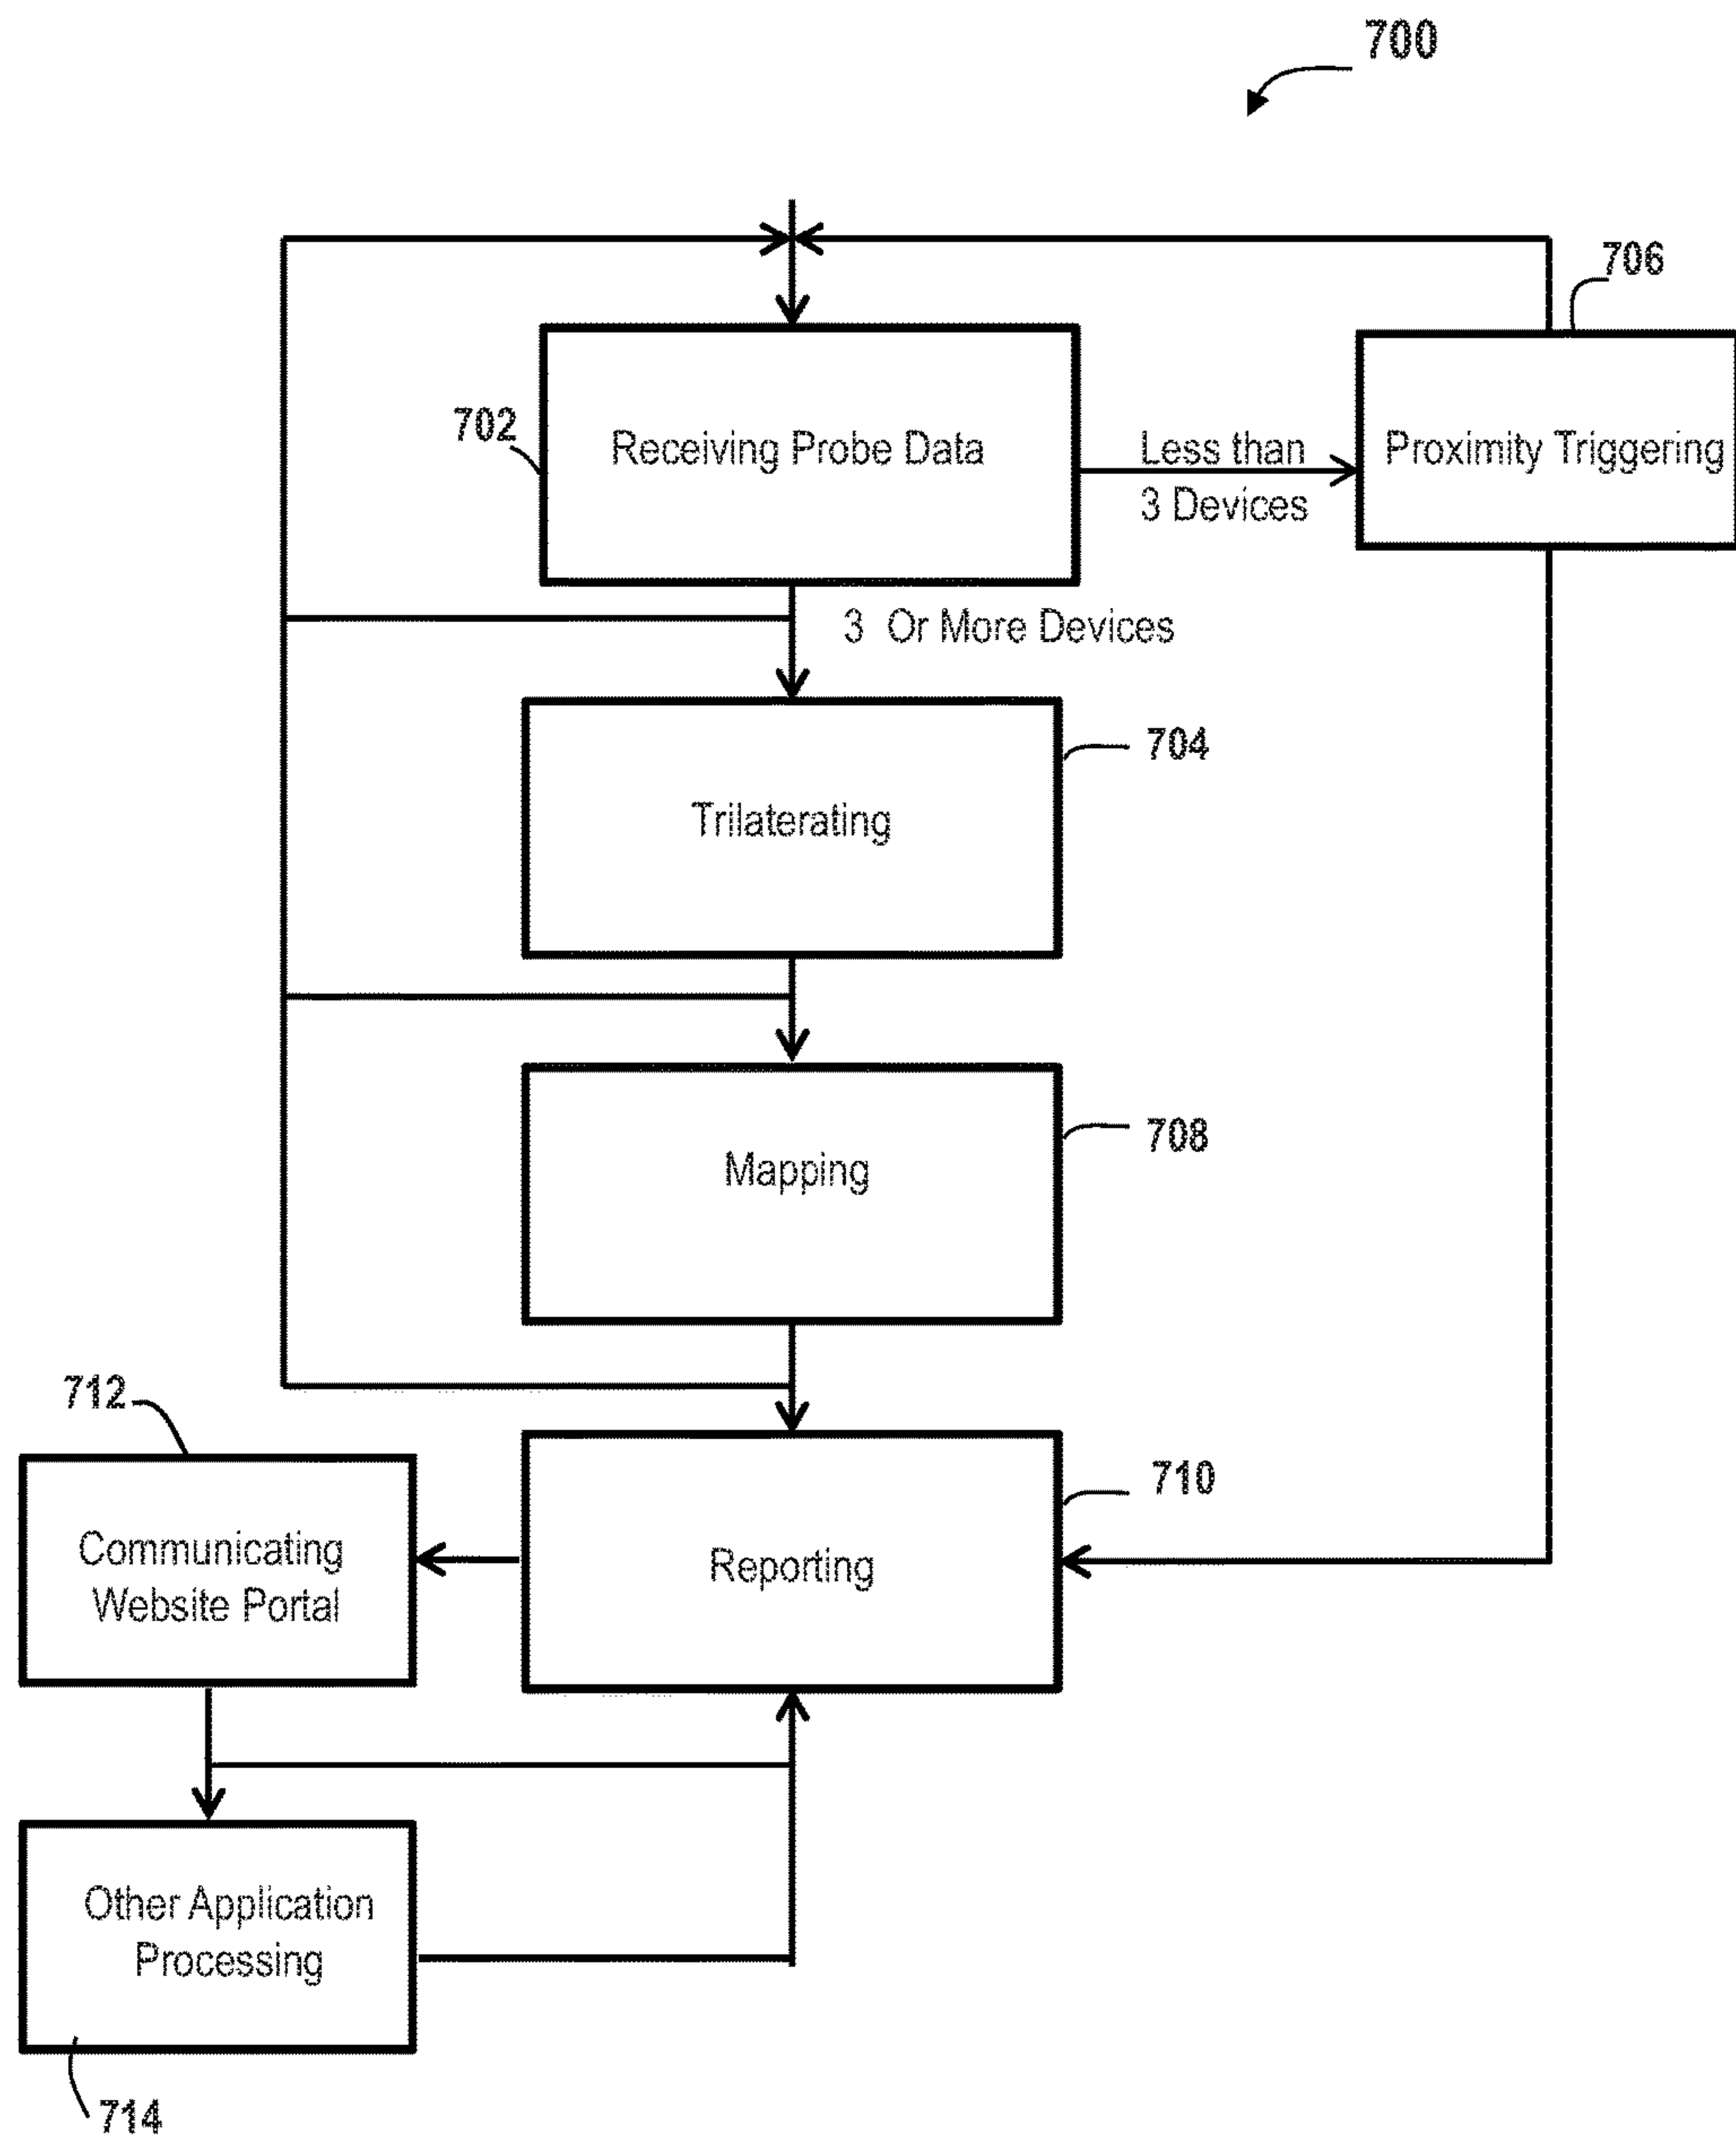 700
706
702
Receiving Probe Data
Less than
3 Devices
Proximity Triggering
3 Or More Devices
704
Trilaterating
708
Mapping
712
710
Communicating
Website Portal
Reporting
Other Application
Processing
714